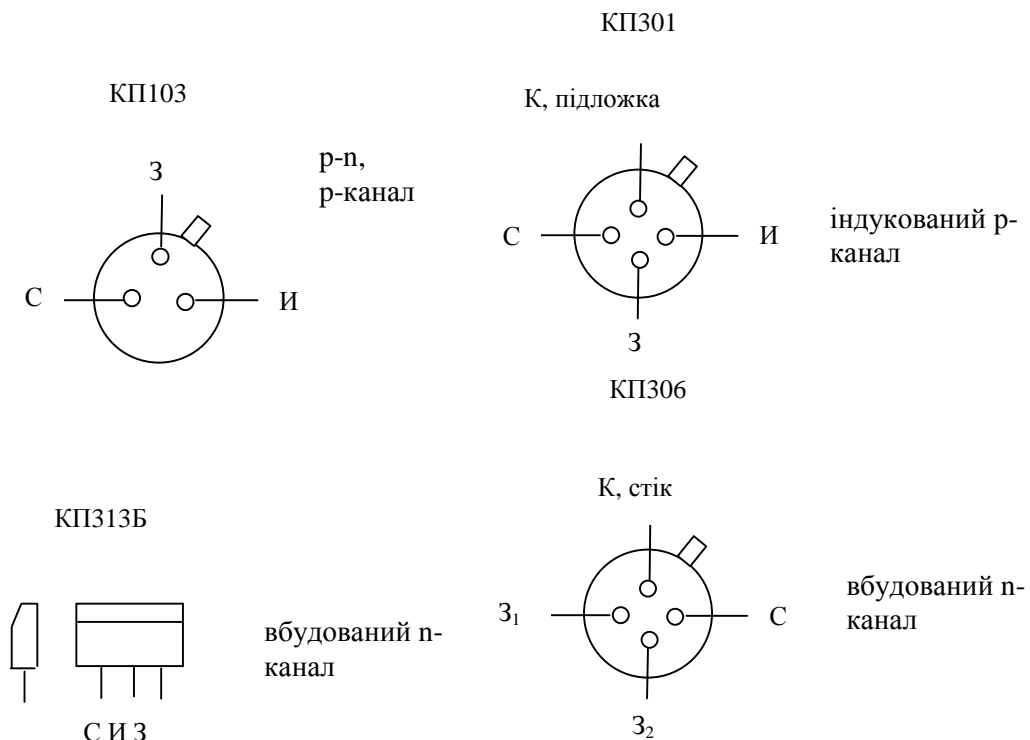 КП301
КП103
К, підложка
З
р-n,
р-канал
С
И
індукований р-
канал
С
И
З
КП306
К, стік
КП313Б
вбудований n-
канал
З1
С
вбудований n-
канал
З2
С И З